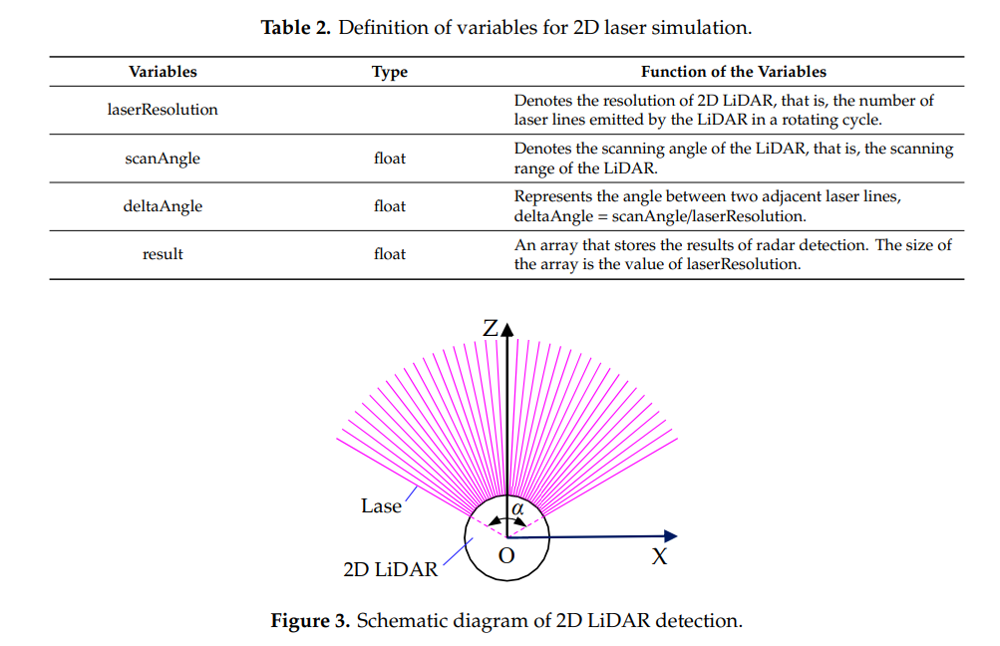 Table 2. Definition of variables for 2D laser simulation.
Variables Type Function of the Variables
laserResolution Denotes the resolution of 2D LiDAR, that is, the number of
laser lines emitted by the LiDAR in a rotating cycle.
scanAngle float Denotes the scanning angle of the LiDAR, that is, the scanning
range of the LiDAR.
deltaAngle float Represents the angle between two adjacent laser lines,
deltaAngle = scanAngle/laserResolution.
result float An array that stores the results of radar detection. The size of
the array is the value of laserResolution.
Z
Lase
α
2D LiDAR
O
X
Figure 3. Schematic diagram of 2D LiDAR detection.